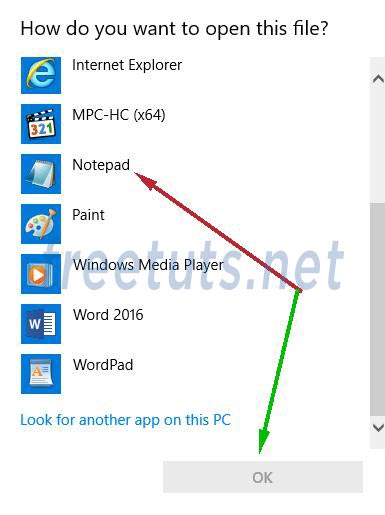 How do you want to open this file?
Internet Explorer
MPC-HC (x64)
321
Notepad
Paint
freetuts.net
Windows Media Player
Word 2016
WordPad
Look for another app on this PC
OK